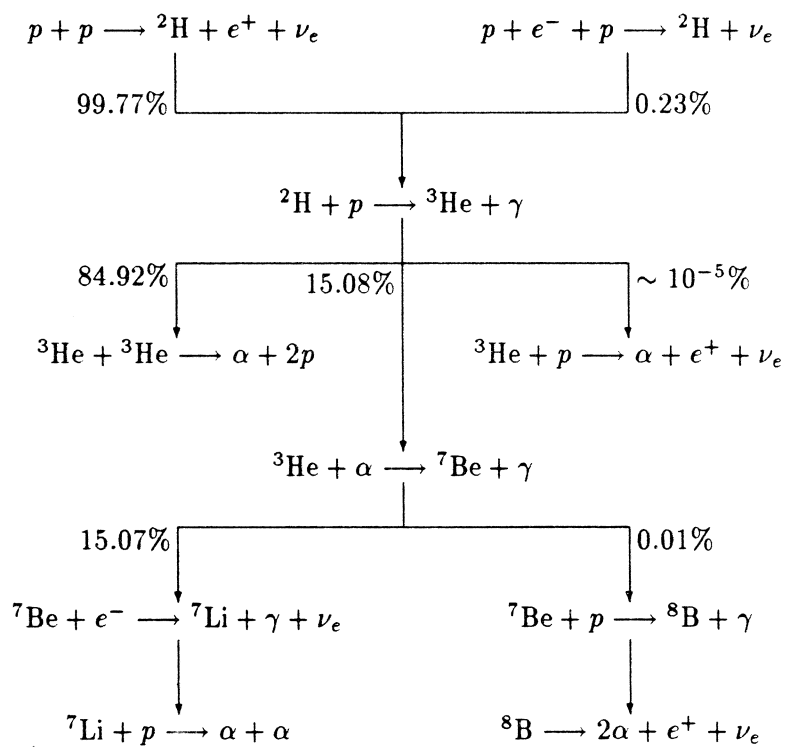 p + p ⟶ ²H + e⁺ + νₑ p + e⁻ + p ⟶ ²H + νₑ
99.77% 0.23%
²H + p ⟶ ³He + γ
84.92% 15.08% ∼ 10⁻⁵%
³He + ³He ⟶ α + 2p ³He + p ⟶ α + e⁺ + νₑ
³He + α ⟶ ⁷Be + γ
15.07% 0.01%
⁷Be + e⁻ ⟶ ⁷Li + γ + νₑ ⁷Be + p ⟶ ⁸B + γ
⁷Li + p ⟶ α + α ⁸B ⟶ 2α + e⁺ + νₑ